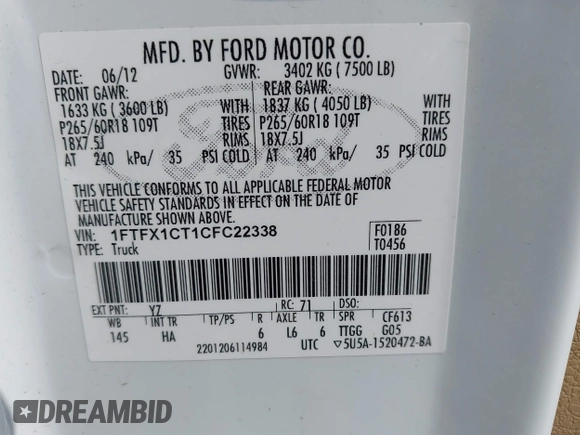 MFD. BY FORD MOTOR CO.
DATE: 06/12 GVWR: 3402 KG ( 7500 LB)
FRONT GAWR: REAR GAWR:
1633 KG ( 3600 LB) WITH 1837 KG ( 4050 LB) WITH
P265/60R18 109T TIRES P265/60R18 109T TIRES
18X7.5J RIMS 18X7.5J RIMS
AT 240 kPa/ 35 PSI COLD AT 240 kPa/ 35 PSI COLD
THIS VEHICLE CONFORMS TO ALL APPLICABLE FEDERAL MOTOR
VEHICLE SAFETY STANDARDS IN EFFECT ON THE DATE OF
MANUFACTURE SHOWN ABOVE.
VIN: 1FTFX1CT1CFC22338 F0186
TYPE: Truck T0456
EXT PNT: YZ RC: 71 DSO:
WB INT TR TP/PS R AXLE TR SPR CF613
145 HA 6 L6 6 TTGG G05
2201206114984 UTC 5U5A-1520472-BA
Ford
DREAMBID